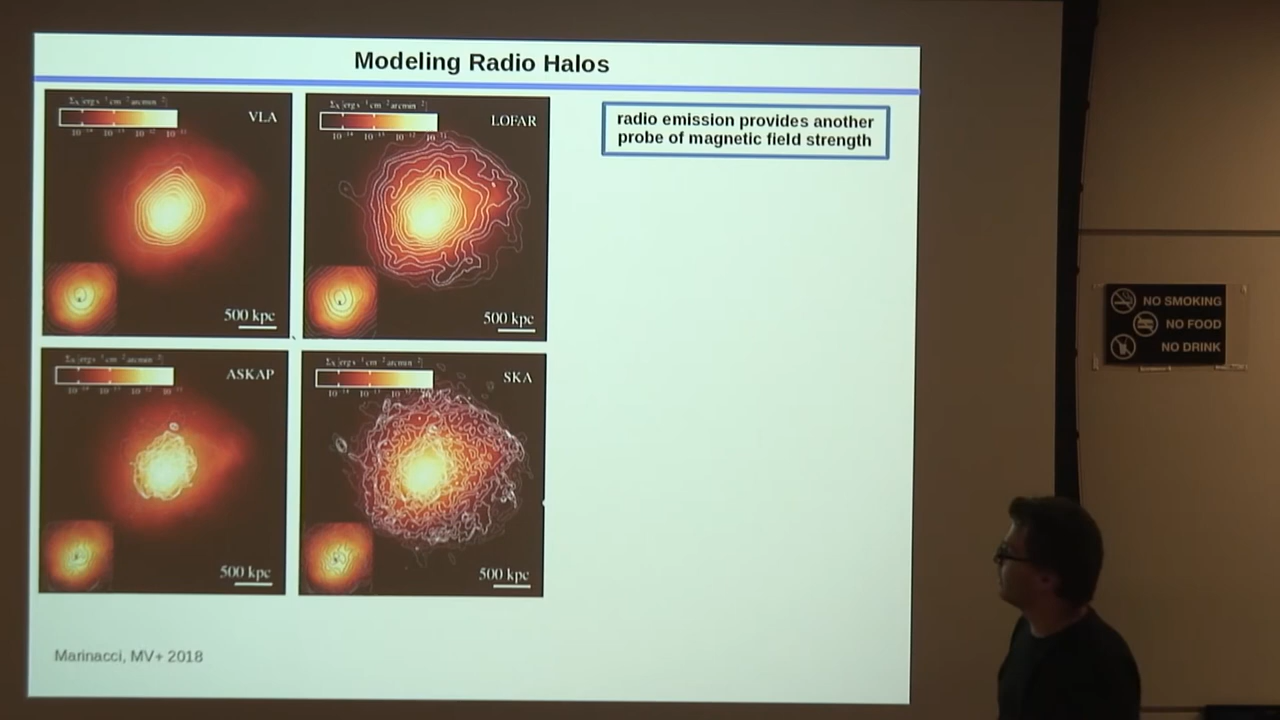 Modeling Radio Halos
VLA
500 kpc
LOFAR
500 kpc
ASKAP
500 kpc
SKA
500 kpc
radio emission provides another
probe of magnetic field strength
Marinacci, MV+ 2018
NO SMOKING
NO FOOD
NO DRINK